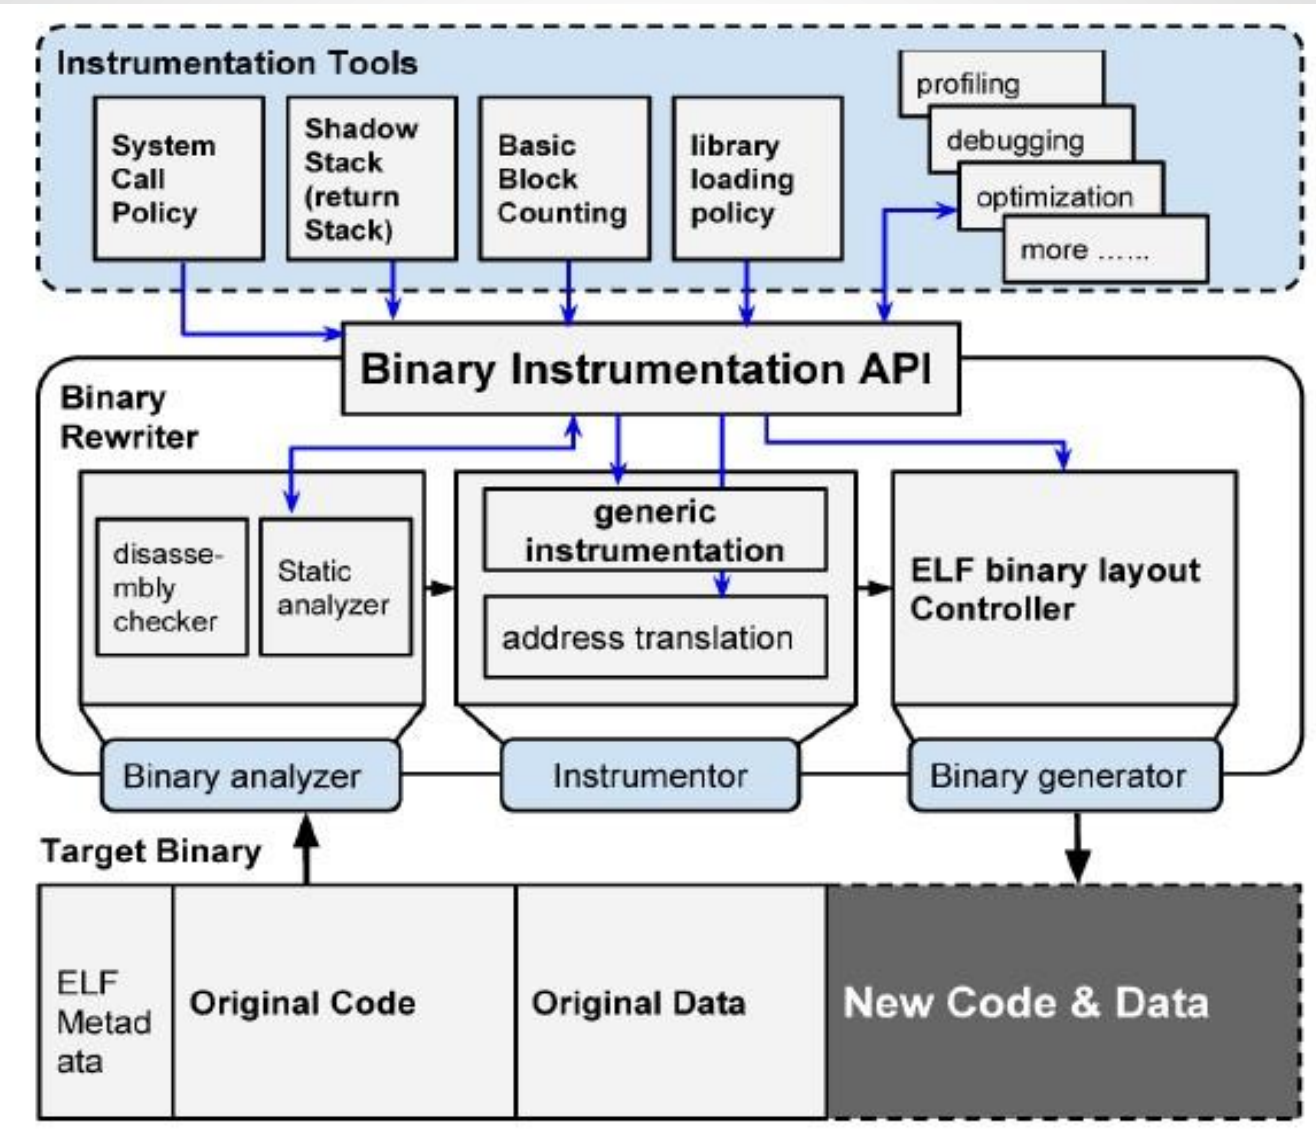 Instrumentation Tools
System
Call
Policy
Shadow
Stack
(return
Stack)
Basic
Block
Counting
library
loading
policy
profiling
debugging
optimization
more ......
Binary Instrumentation API
Binary
Rewriter
disasse-
mbly
checker
Static
analyzer
generic
instrumentation
address translation
ELF binary layout
Controller
Binary analyzer
Instrumentor
Binary generator
Target Binary
ELF
Metad
ata
Original Code
Original Data
New Code & Data